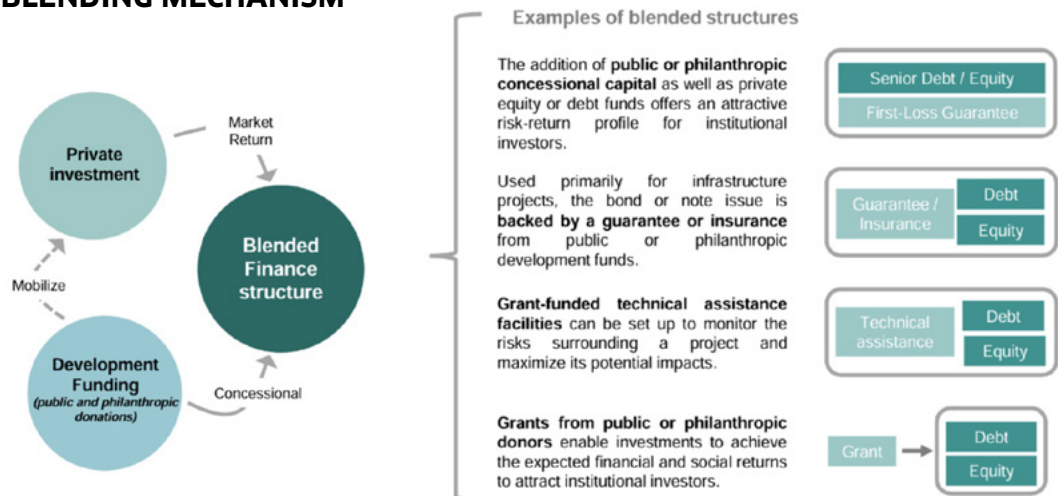 BLENDING MECHANISM
Private
investment
Market
Return
Blended
Finance
structure
Mobilize
Development
Funding
(public and philanthropic
donations)
Concessional
Examples of blended structures
The addition of public or philanthropic
concessional capital as well as private
equity or debt funds offers an attractive
risk-return profile for institutional
investors.
Senior Debt / Equity
First-Loss Guarantee
Used primarily for infrastructure
projects, the bond or note issue is
backed by a guarantee or insurance
from public or philanthropic
development funds.
Guarantee /
Insurance
Debt
Equity
Grant-funded technical assistance
facilities can be set up to monitor the
risks surrounding a project and
maximize its potential impacts.
Technical
assistance
Debt
Equity
Grants from public or philanthropic
donors enable investments to achieve
the expected financial and social returns
to attract institutional investors.
Grant
Debt
Equity